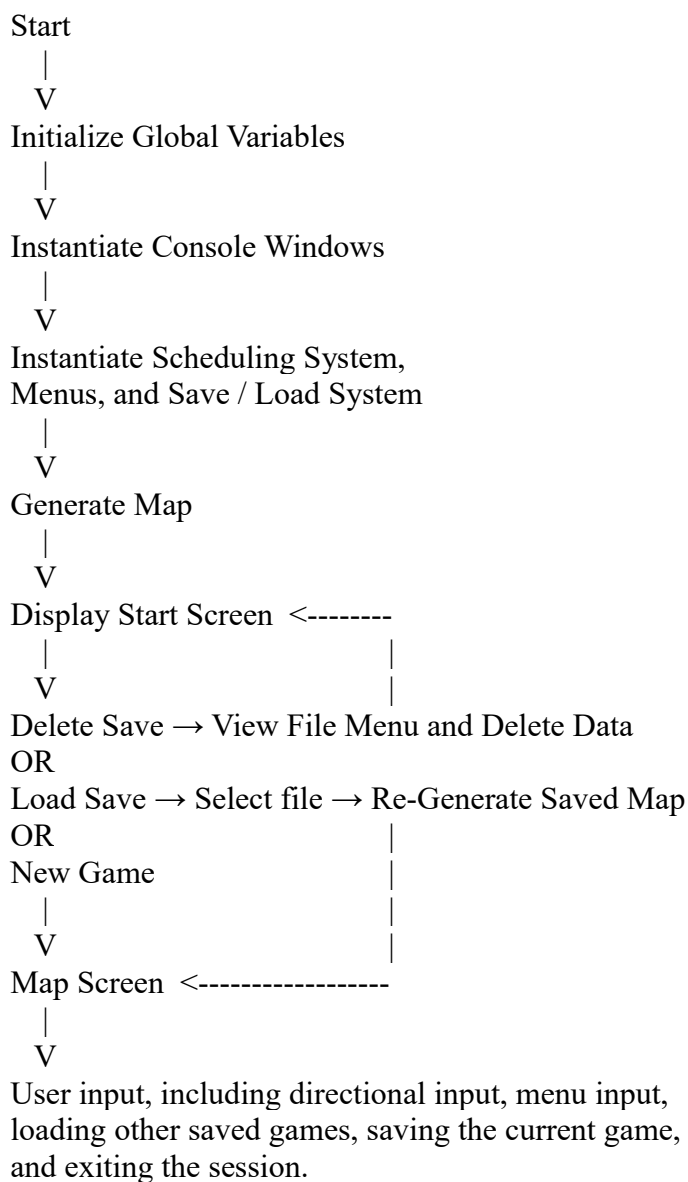 Start
|
V
Initialize Global Variables
|
V
Instantiate Console Windows
|
V
Instantiate Scheduling System,
Menus, and Save / Load System
|
V
Generate Map
|
V
Display Start Screen  <--------
|                                           |
V                                          |
Delete Save → View File Menu and Delete Data
OR
Load Save → Select file → Re-Generate Saved Map
OR                                        |
New Game                             |
|                                           |
V                                          |
Map Screen  <------------------
|
V
User input, including directional input, menu input,
loading other saved games, saving the current game,
and exiting the session.